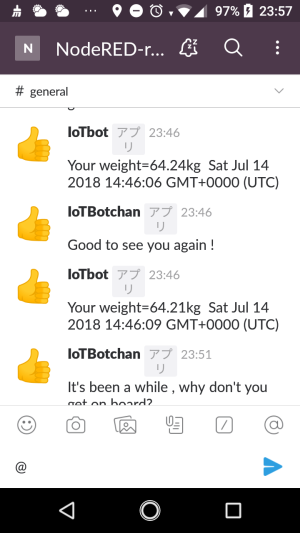 97% 23:57
N NodeRED-r...
# general
IoTbot アプリ 23:46
Your weight=64.24kg Sat Jul 14
2018 14:46:06 GMT+0000 (UTC)
IoTBotchan アプリ 23:46
Good to see you again !
IoTbot アプリ 23:46
Your weight=64.21kg Sat Jul 14
2018 14:46:09 GMT+0000 (UTC)
IoTBotchan アプリ 23:51
It's been a while , why don't you
get on board?
@